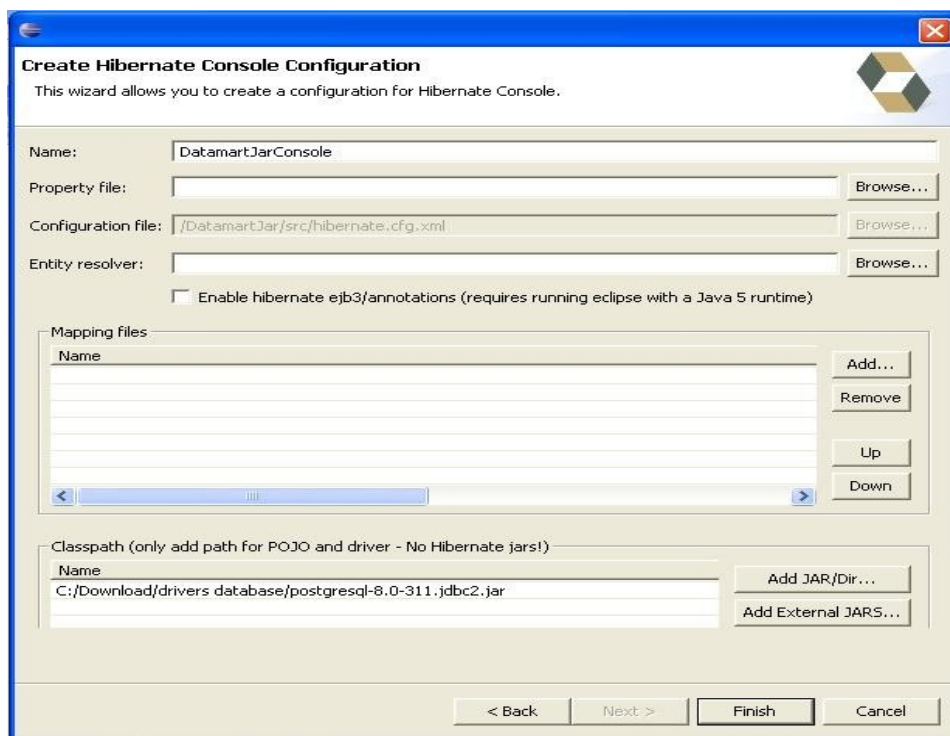 Create Hibernate Console Configuration
This wizard allows you to create a configuration for Hibernate Console.
Name: DatamartJarConsole
Property file: Browse...
Configuration file: /DatamartJar/src/hibernate.cfg.xml Browse...
Entity resolver: Browse...
Enable hibernate ejb3/annotations (requires running eclipse with a Java 5 runtime)
Mapping files
Name
Add...
Remove
Up
Down
Classpath (only add path for POJO and driver - No Hibernate jars!)
Name
C:/Download/drivers database/postgresql-8.0-311.jdbc2.jar
Add JAR/Dir...
Add External JARS...
< Back Next > Finish Cancel